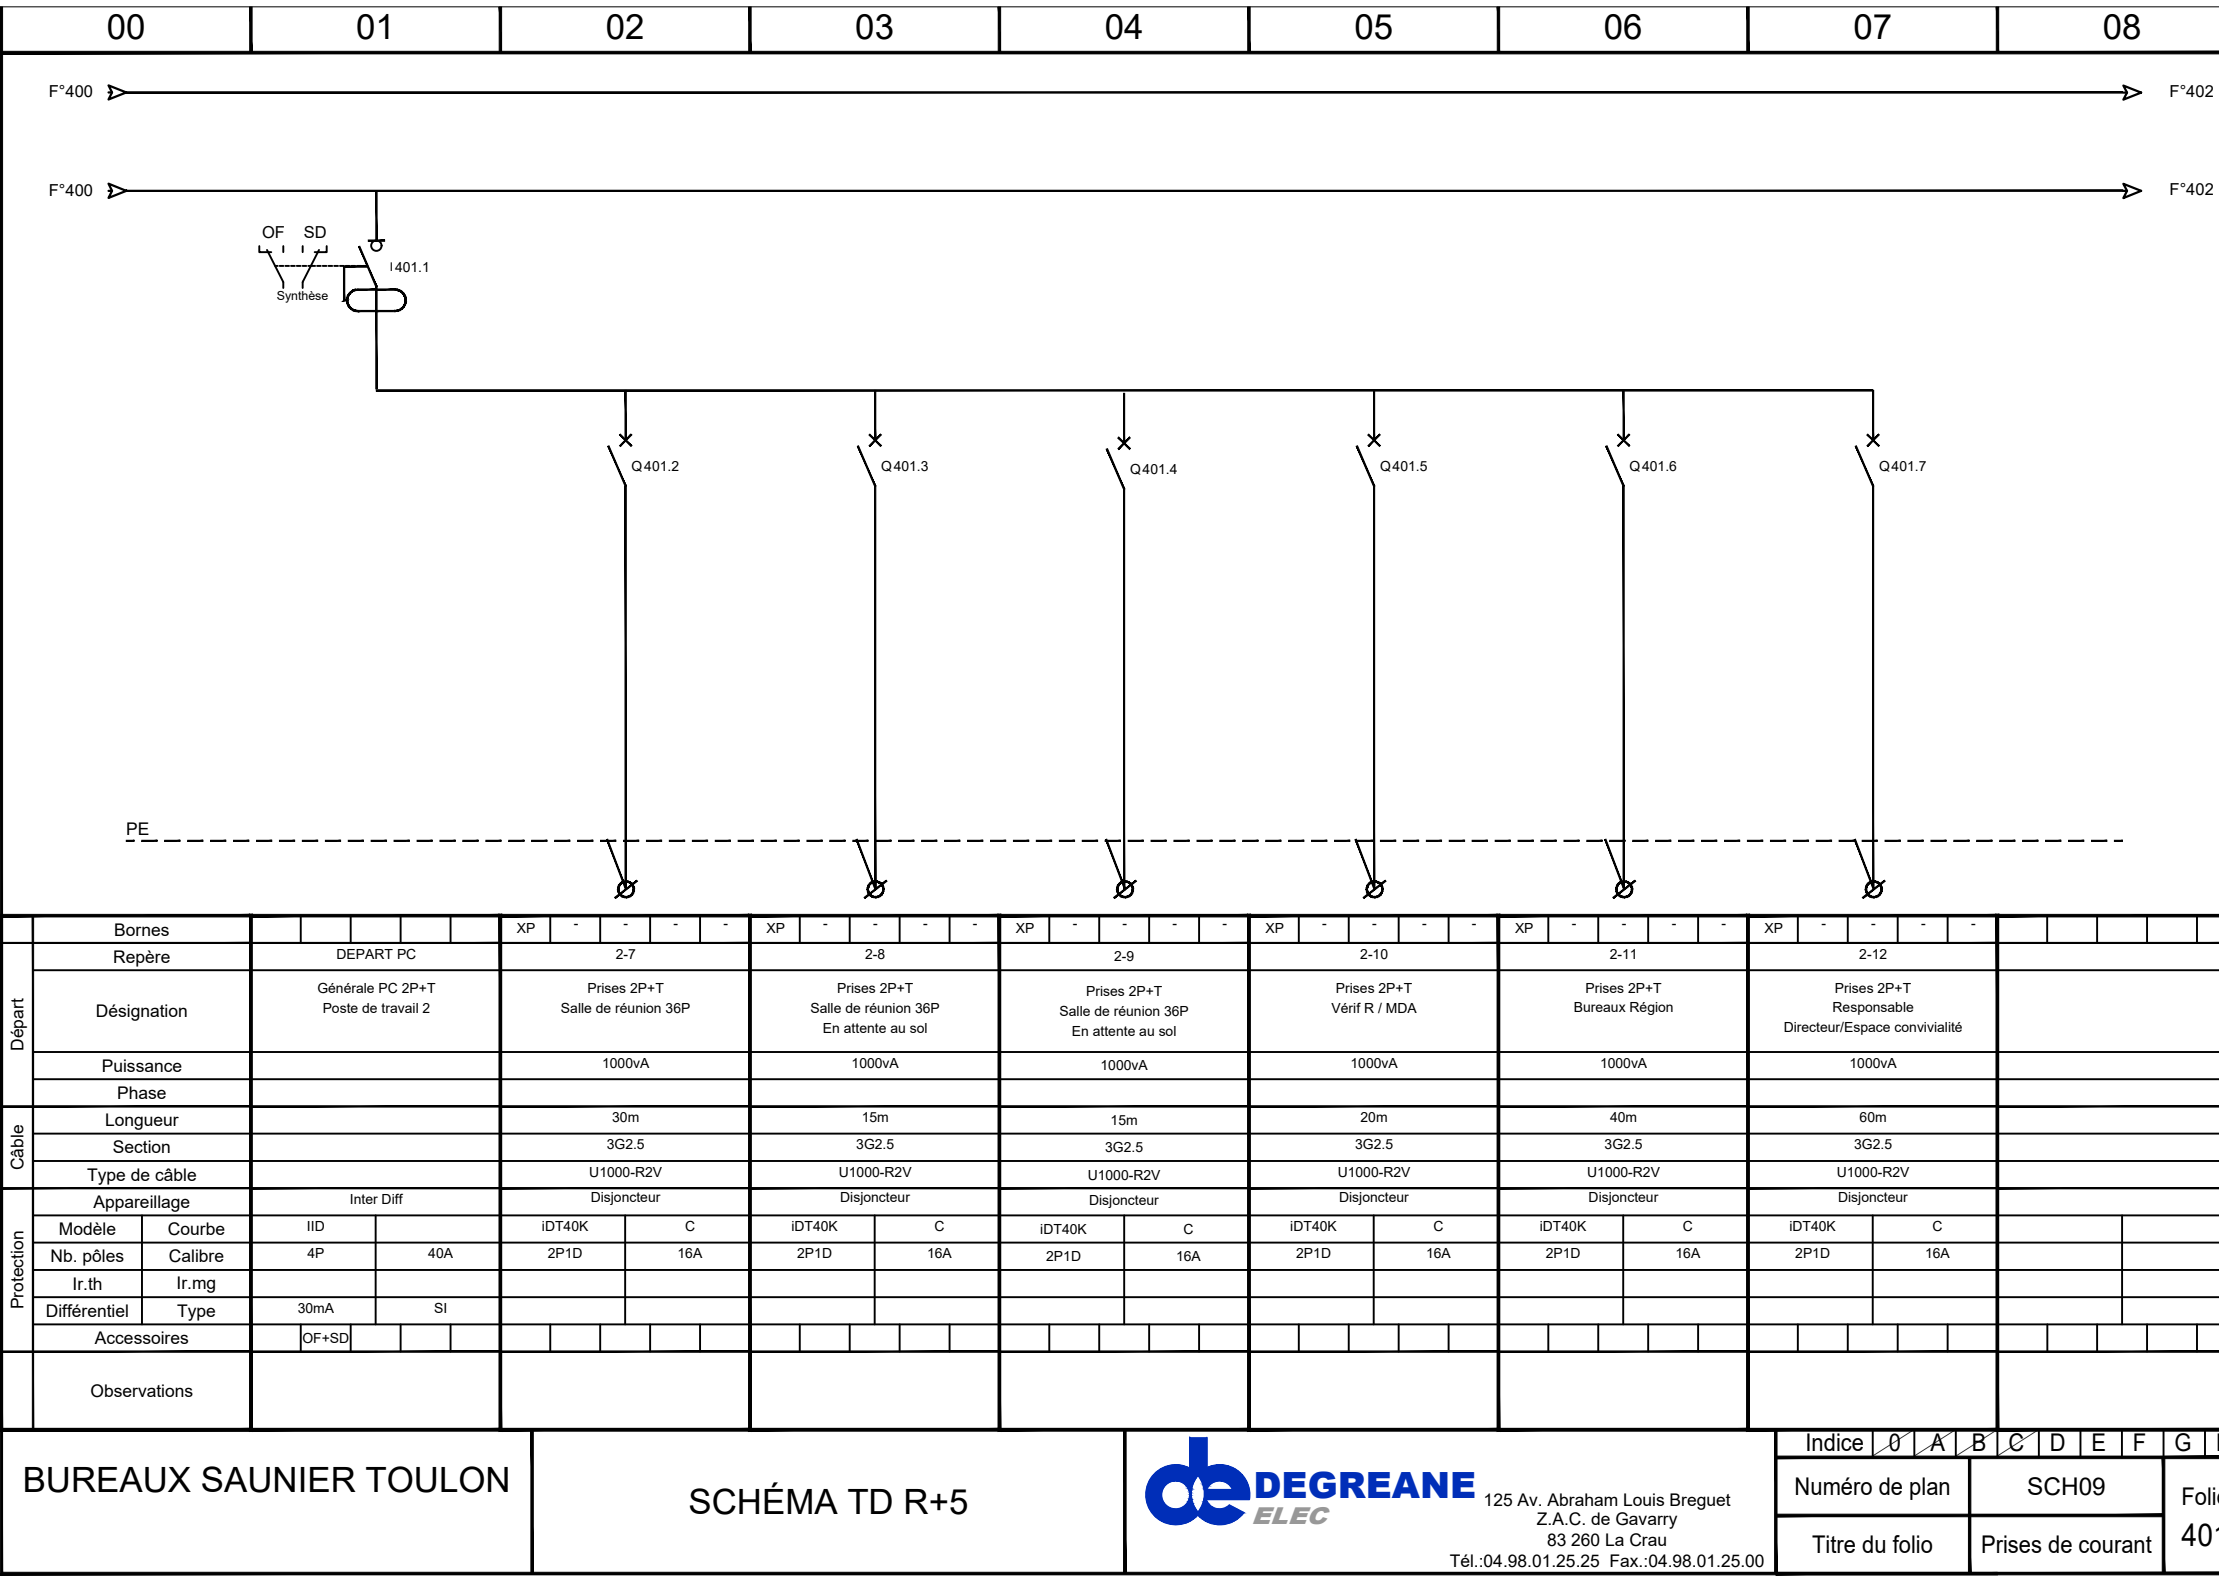 00 01 02 03 04 05 06 07 08
F°400 F°402
F°400 F°402
OF SD
I401.1
Synthèse
Q401.2 Q401.3 Q401.4 Q401.5 Q401.6 Q401.7
PE
Bornes XP - - - - XP - - - - XP - - - - XP - - - - XP - - - - XP - - - -
Départ
Repère DEPART PC 2-7 2-8 2-9 2-10 2-11 2-12
Désignation
Générale PC 2P+T
Poste de travail 2
Prises 2P+T
Salle de réunion 36P
Prises 2P+T
Salle de réunion 36P
En attente au sol
Prises 2P+T
Salle de réunion 36P
En attente au sol
Prises 2P+T
Vérif R / MDA
Prises 2P+T
Bureaux Région
Prises 2P+T
Responsable
Directeur/Espace convivialité
Puissance 1000vA 1000vA 1000vA 1000vA 1000vA 1000vA
Phase
Câble
Longueur 30m 15m 15m 20m 40m 60m
Section 3G2.5 3G2.5 3G2.5 3G2.5 3G2.5 3G2.5
Type de câble U1000-R2V U1000-R2V U1000-R2V U1000-R2V U1000-R2V U1000-R2V
Protection
Appareillage Inter Diff Disjoncteur Disjoncteur Disjoncteur Disjoncteur Disjoncteur Disjoncteur
Modèle Courbe IID iDT40K C iDT40K C iDT40K C iDT40K C iDT40K C iDT40K C
Nb. pôles Calibre 4P 40A 2P1D 16A 2P1D 16A 2P1D 16A 2P1D 16A 2P1D 16A 2P1D 16A
Ir.th Ir.mg
Différentiel Type 30mA SI
Accessoires OF+SD
Observations
BUREAUX SAUNIER TOULON
SCHÉMA TD R+5
de DEGREANE
ELEC
125 Av. Abraham Louis Breguet
Z.A.C. de Gavarry
83 260 La Crau
Tél.:04.98.01.25.25 Fax.:04.98.01.25.00
Indice 0 A B C D E F G
Numéro de plan SCH09
Titre du folio Prises de courant